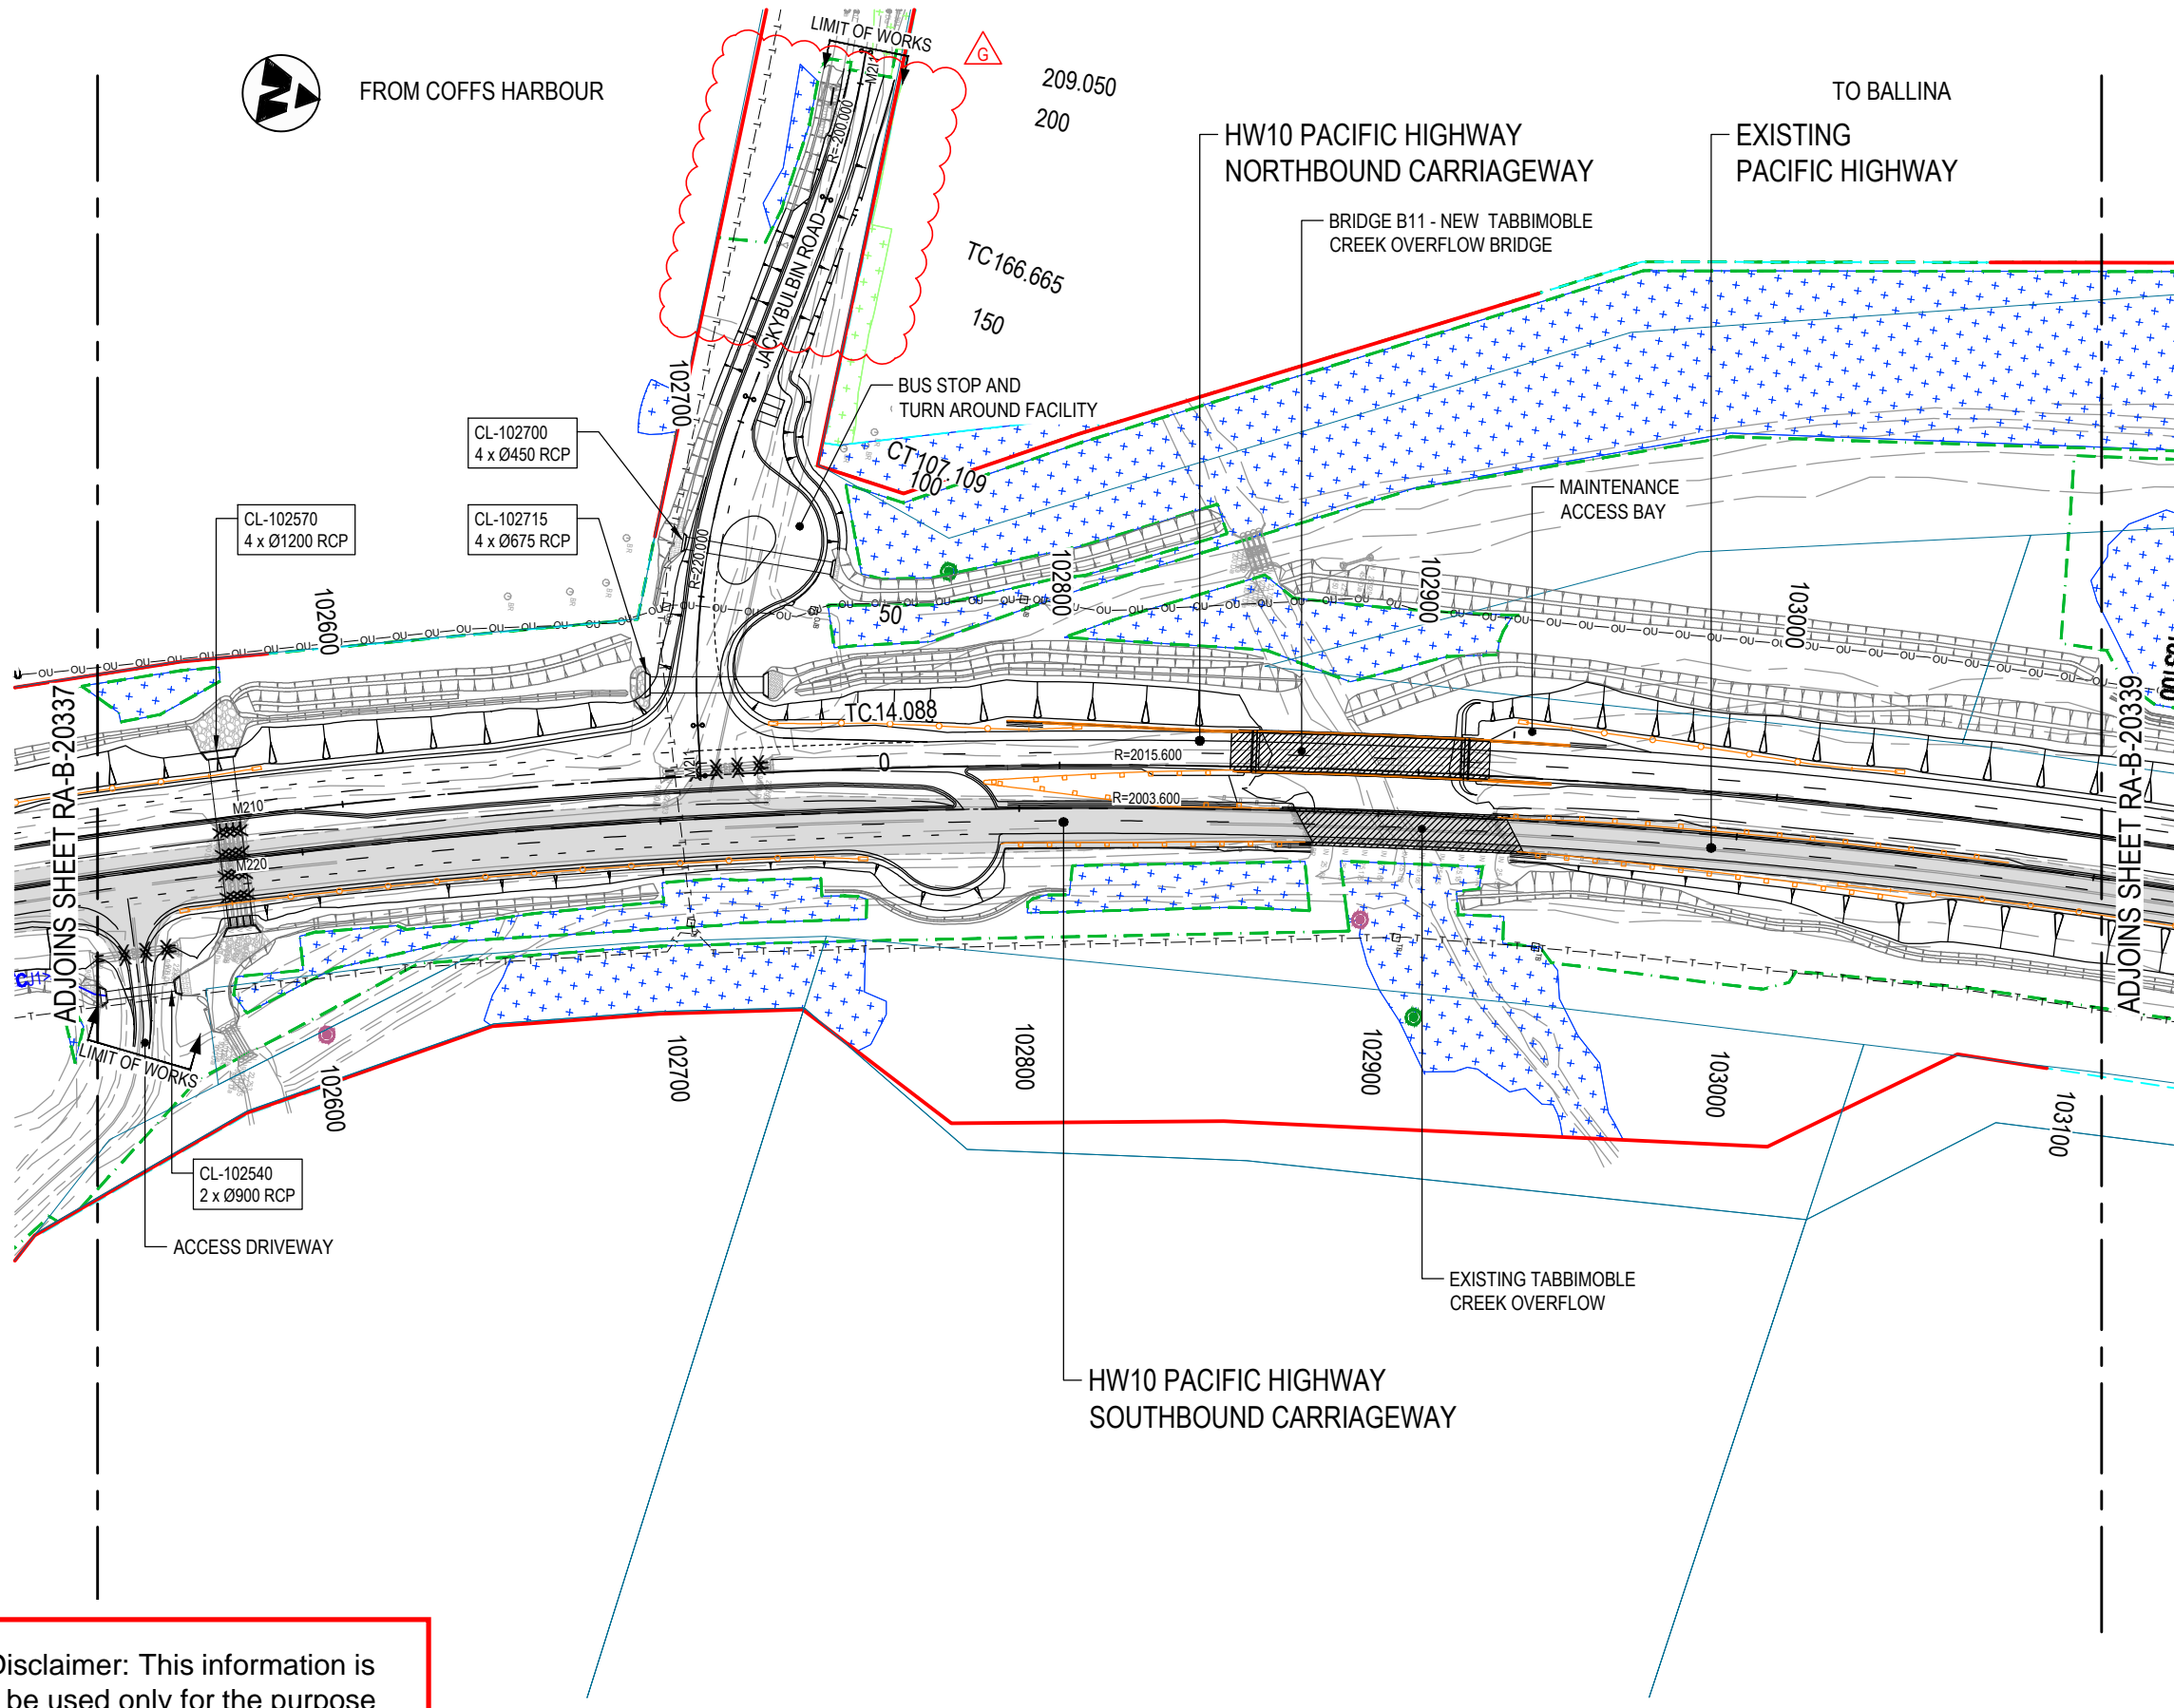 LIMIT OF WORKS
G
FROM COFFS HARBOUR
209.050
200
TO BALLINA
HW10 PACIFIC HIGHWAY
NORTHBOUND CARRIAGEWAY
EXISTING
PACIFIC HIGHWAY
BRIDGE B11 - NEW TABBIMOBLE
CREEK OVERFLOW BRIDGE
R=-200.000
JACKYBULBIN ROAD
TC 166.665
150
102700
BUS STOP AND
TURN AROUND FACILITY
CL-102700
4 x Ø450 RCP
CT107.109
100
MAINTENANCE
ACCESS BAY
CL-102570
4 x Ø1200 RCP
CL-102715
4 x Ø675 RCP
R=220.000
102600
50
102800
102900
103000
TC14.088
ADJOINS SHEET RA-B-20337
ADJOINS SHEET RA-B-20339
0
R=2015.600
R=2003.600
M210
M220
LIMIT OF WORKS
102600
102700
102800
102900
103000
103100
CL-102540
2 x Ø900 RCP
ACCESS DRIVEWAY
EXISTING TABBIMOBLE
CREEK OVERFLOW
HW10 PACIFIC HIGHWAY
SOUTHBOUND CARRIAGEWAY
Disclaimer: This information is
be used only for the purpose